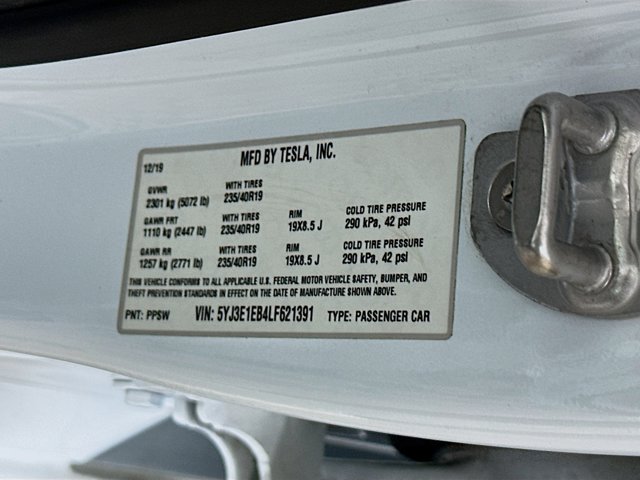 MFD BY TESLA, INC.
12/19
GVWR WITH TIRES
2301 kg (5072 lb) 235/40R19
GAWR FRT WITH TIRES RIM COLD TIRE PRESSURE
1110 kg (2447 lb) 235/40R19 19X8.5 J 290 kPa, 42 psi
GAWR RR WITH TIRES RIM COLD TIRE PRESSURE
1257 kg (2771 lb) 235/40R19 19X8.5 J 290 kPa, 42 psi
THIS VEHICLE CONFORMS TO ALL APPLICABLE U.S. FEDERAL MOTOR VEHICLE SAFETY, BUMPER, AND
THEFT PREVENTION STANDARDS IN EFFECT ON THE DATE OF MANUFACTURE SHOWN ABOVE.
PNT: PPSW VIN: 5YJ3E1EB4LF621391 TYPE: PASSENGER CAR